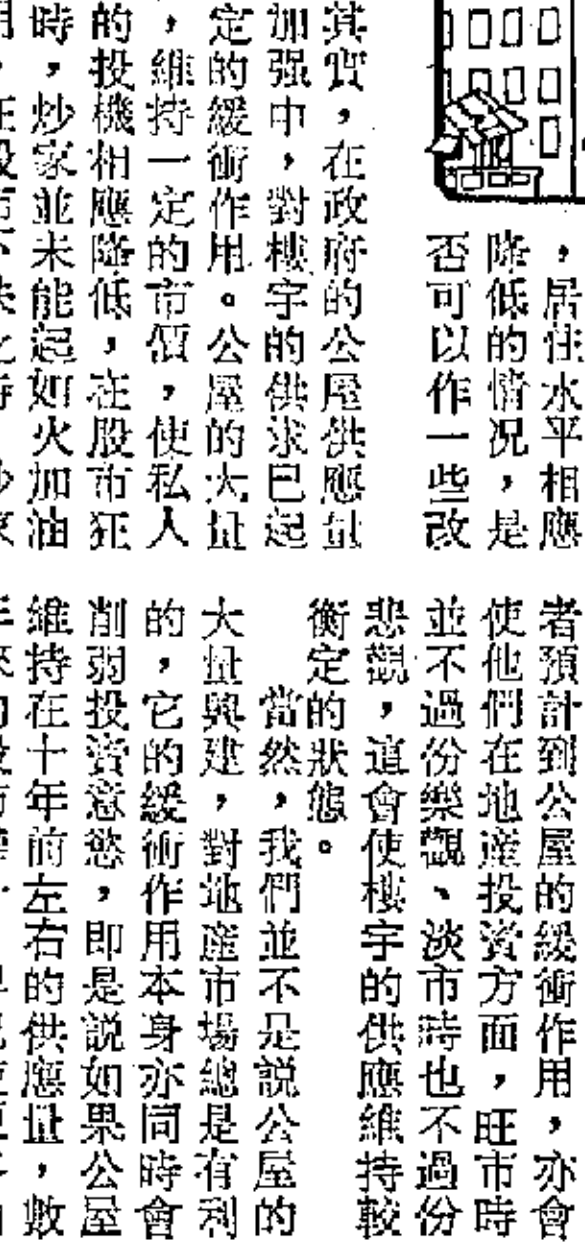 ，居住水平相應
降低的情况，是
否可以作一些改
其實，在政府的公屋供應量
加强中，對樓宇的供求已起
定的緩衝作用。公屋的大量
，維持一定的市價，使私人
的投機相應降低，在股市狂
時，炒家並未能起如火加油
者預計到公屋的緩衝作用，亦會
使他們在地產投資方面，旺市時
並不過份樂觀、淡市時也不過份
悲觀，這會使樓宇的供應維持較
衡定的狀態。
當然，我們並不是説公屋的
大量興建，對地產市場總是有利
的，它的緩衝作用本身亦同時會
削弱投資意慾，即是説如果公屋
維持在十年前左右的供應量，數